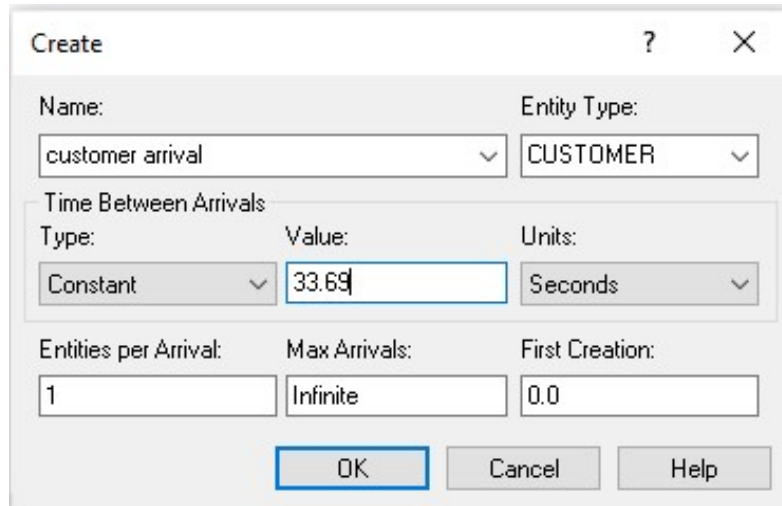 Create ?
Name: Entity Type:
customer arrival CUSTOMER
Time Between Arrivals
Type: Value: Units:
Constant 33.69 Seconds
Entities per Arrival: Max Arrivals: First Creation:
1 Infinite 0.0
OK Cancel Help